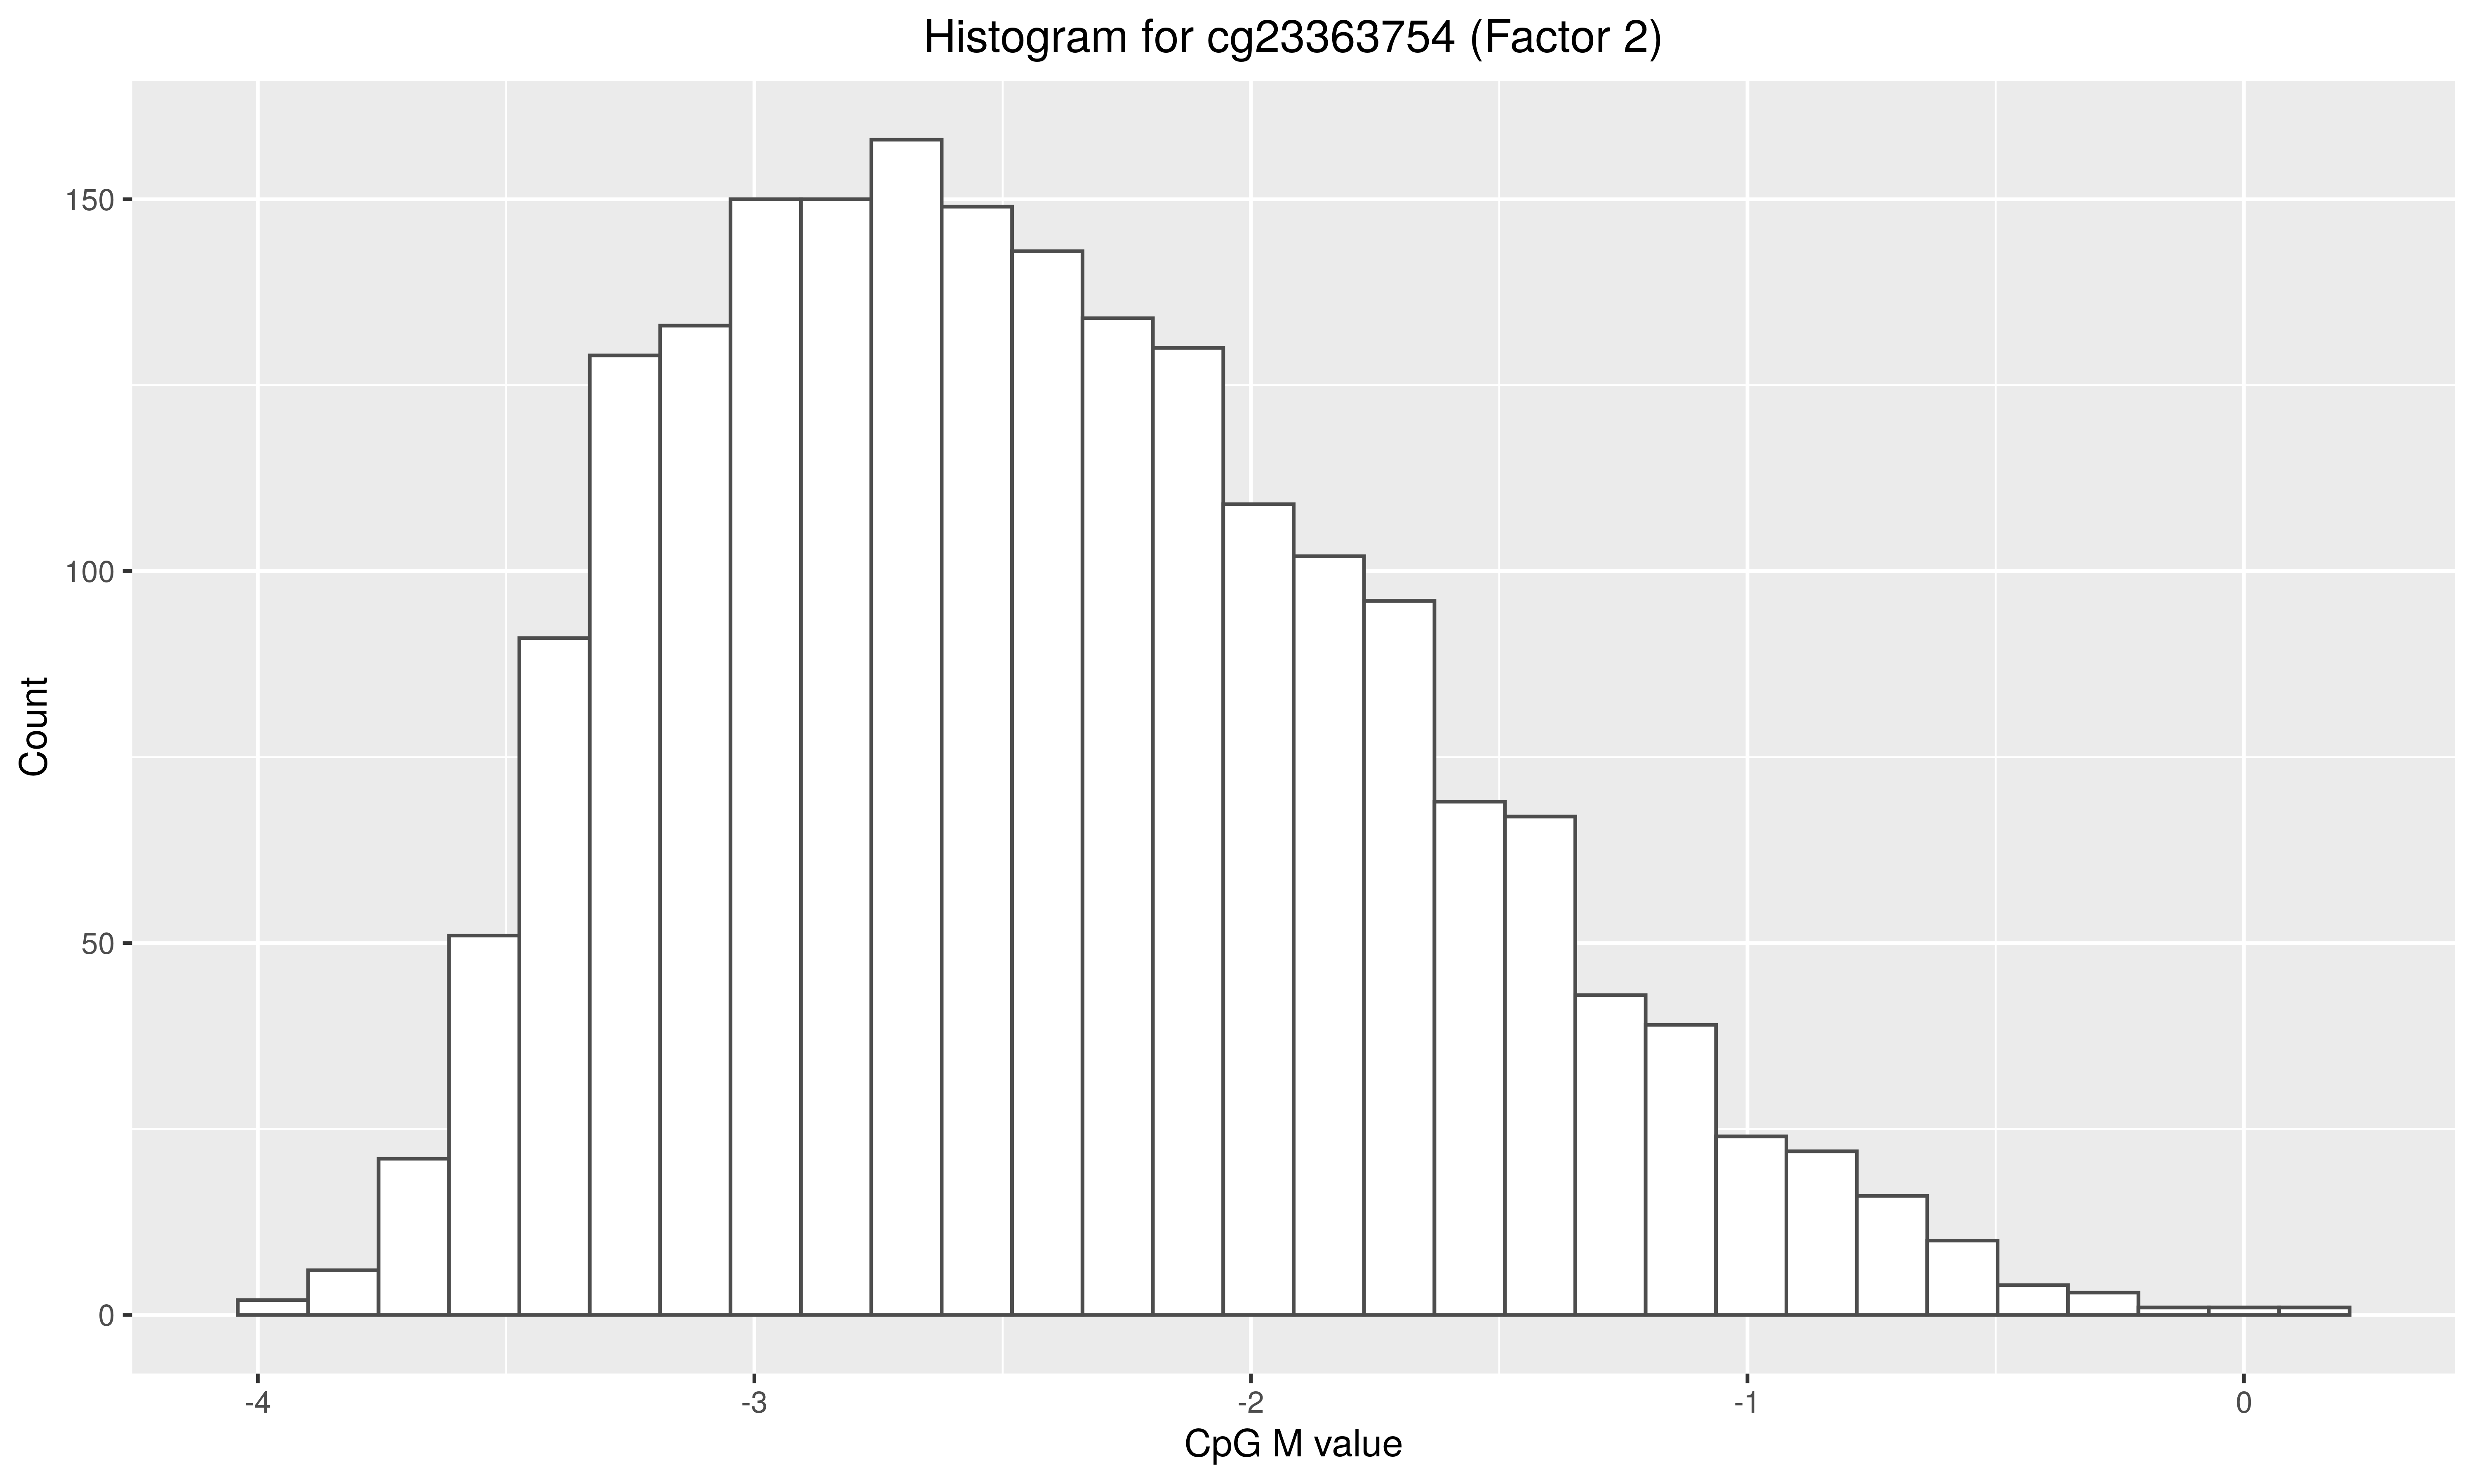 Histogram for cg23363754 (Factor 2)
150
100
50
0
Count
-4 -3 -2 -1 0
CpG M value